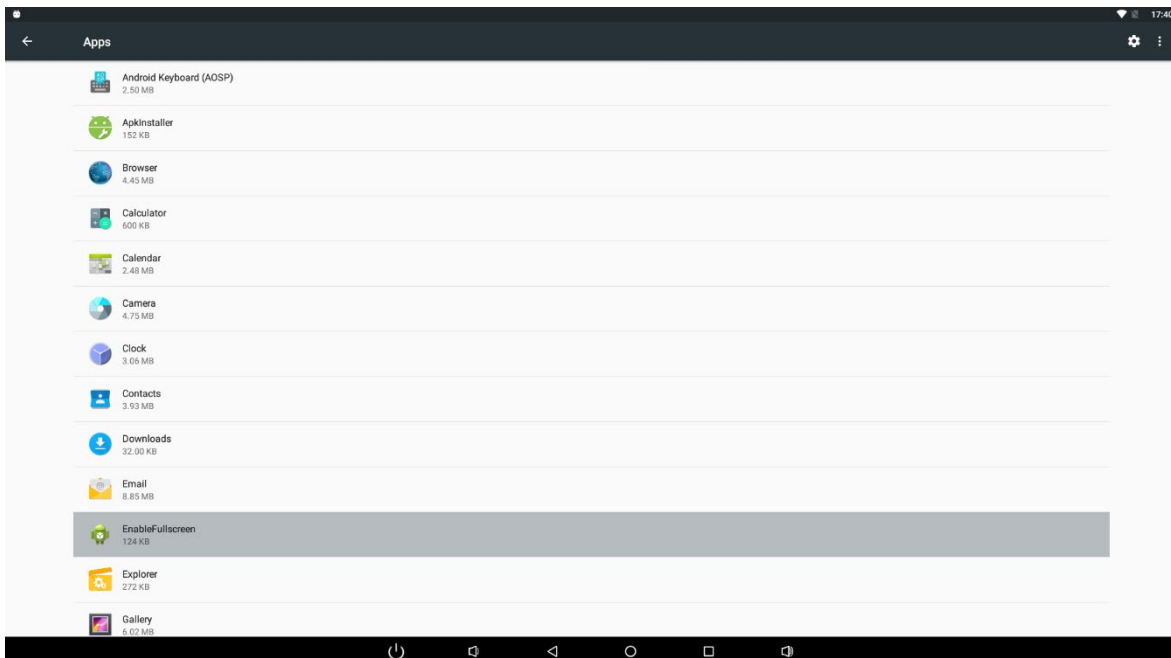 17:40
Apps
Android Keyboard (AOSP)
2.50 MB
ApkInstaller
152 KB
Browser
4.45 MB
Calculator
600 KB
Calendar
2.48 MB
Camera
4.75 MB
Clock
3.06 MB
Contacts
3.93 MB
Downloads
32.00 KB
Email
8.85 MB
EnableFullscreen
124 KB
Explorer
272 KB
Gallery
6.02 MB